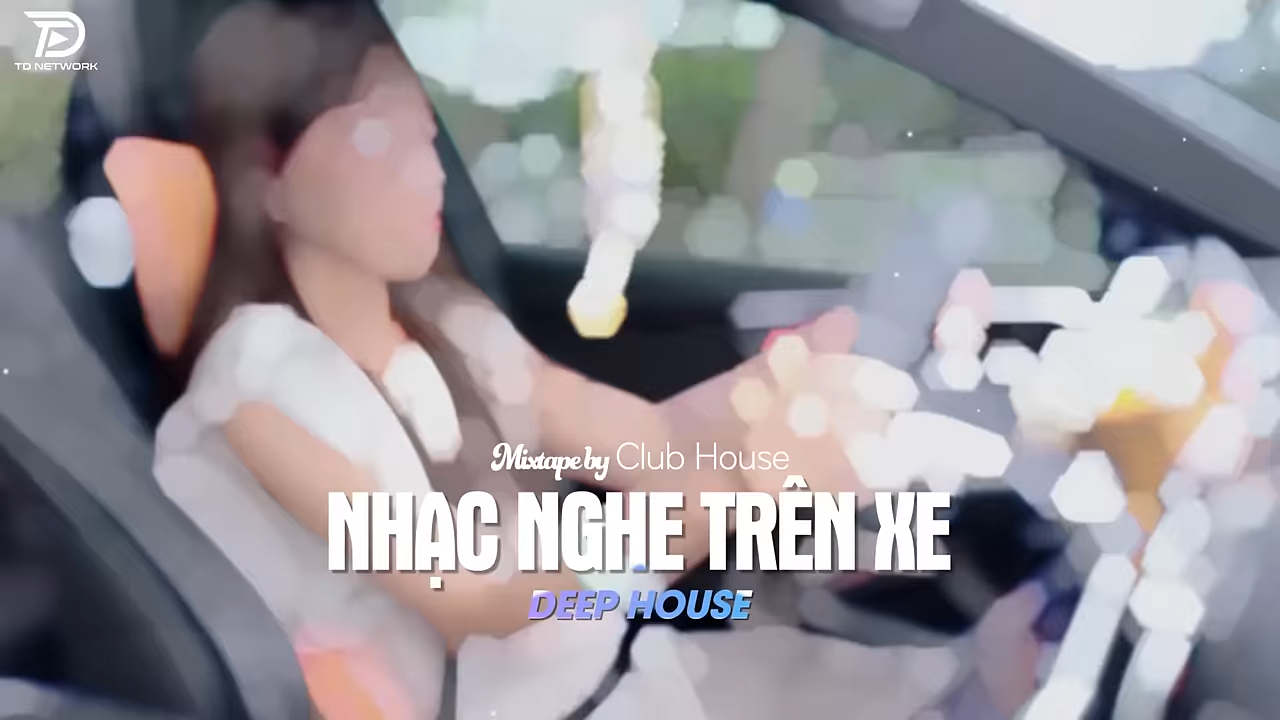 TD NETWORK
Mixtape by Club House
NHẠC NGHE TRÊN XE
DEEP HOUSE